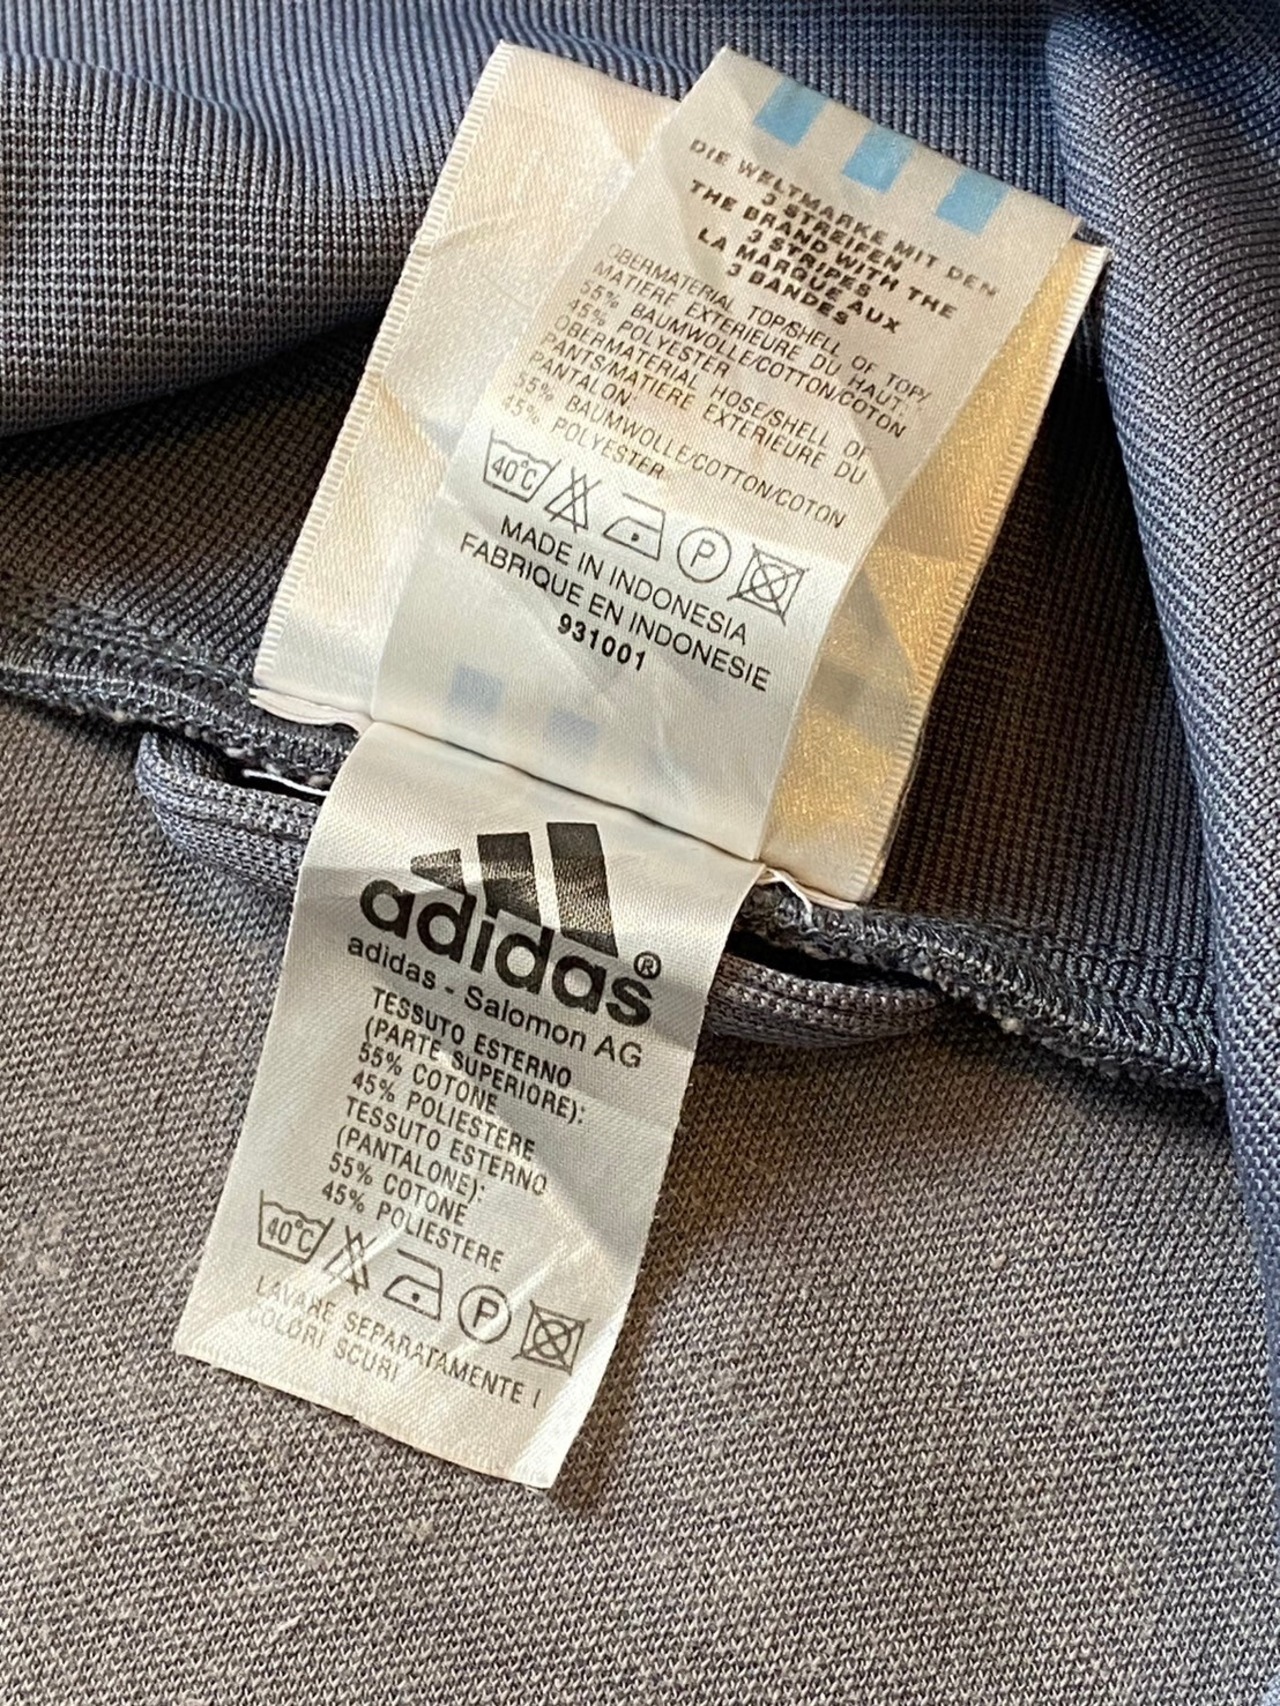 DIE WELTMARKE MIT DEN
3 STREIFEN
THE BRAND WITH THE
3 STRIPES
LA MARQUE AUX
3 BANDES
OBERMATERIAL TOP/SHELL OF TOP/
MATIERE EXTERIEURE DU HAUT:
55% BAUMWOLLE/COTTON/COTON
45% POLYESTER
OBERMATERIAL HOSE/SHELL OF
PANTS/MATIERE EXTERIEURE DU
PANTALON:
55% BAUMWOLLE/COTTON/COTON
45% POLYESTER
40°C P
MADE IN INDONESIA
FABRIQUE EN INDONESIE
931001
adidas®
adidas - Salomon AG
TESSUTO ESTERNO
(PARTE SUPERIORE):
55% COTONE
45% POLIESTERE
TESSUTO ESTERNO
(PANTALONE):
55% COTONE
45% POLIESTERE
40°C P
LAVARE SEPARATAMENTE I
COLORI SCURI